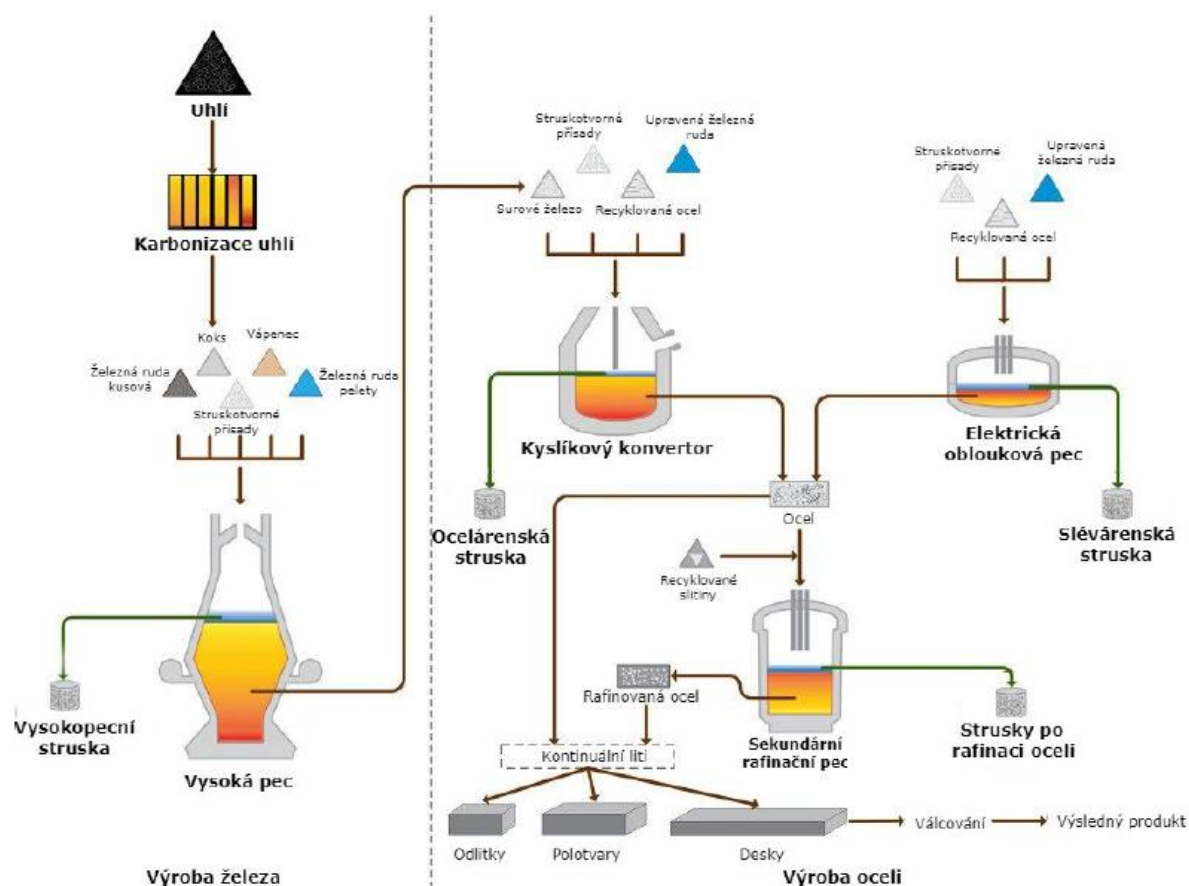 Uhlí
Karbonizace uhlí
Koks
Vápenec
Železná ruda
kusová
Železná ruda
pelety
Struskotvorné
přísady
Vysokopecní
struska
Vysoká pec
Výroba železa
Struskotvorné
přísady
Upravená železná
ruda
Surové železo
Recyklovaná ocel
Kyslíkový konvertor
Ocelárenská
struska
Struskotvorné
přísady
Upravená
železná ruda
Recyklovaná ocel
Elektrická
oblouková pec
Slévárenská
struska
Ocel
Recyklované
slitiny
Rafinovaná ocel
Sekundární
rafinační pec
Strusky po
rafinaci oceli
Kontinuální lití
Odlitky
Polotvary
Desky
Válcování
Výsledný produkt
Výroba oceli